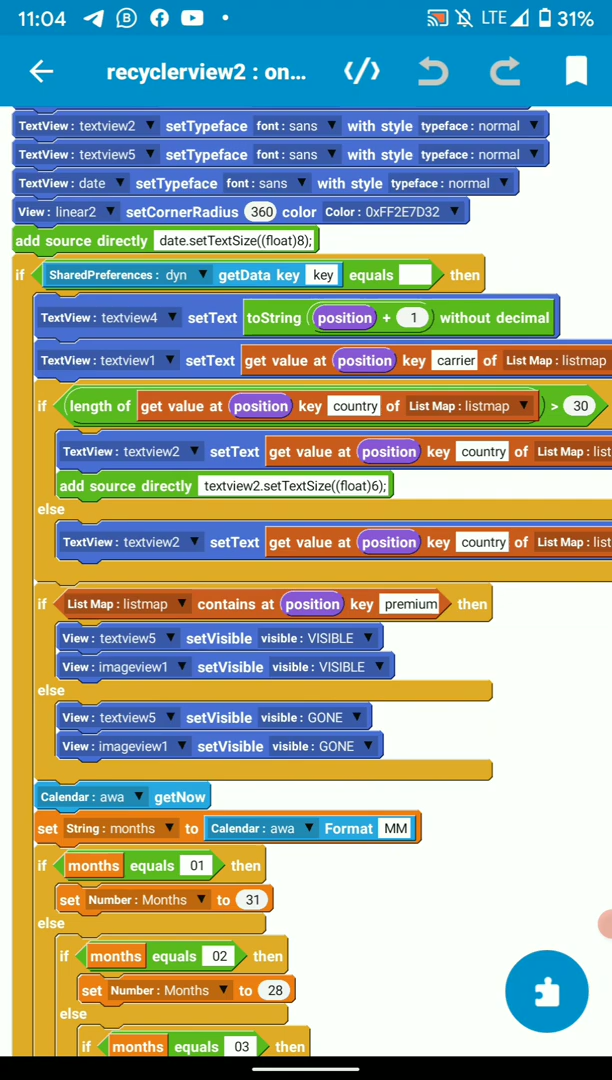 11:04 LTE 31%
recyclerview2 : on...
TextView : textview2 setTypeface font : sans with style typeface : normal
TextView : textview5 setTypeface font : sans with style typeface : normal
TextView : date setTypeface font : sans with style typeface : normal
View : linear2 setCornerRadius 360 color Color : 0xFF2E7D32
add source directly date.setTextSize((float)8);
if SharedPreferences : dyn getData key key equals then
TextView : textview4 setText toString position + 1 without decimal
TextView : textview1 setText get value at position key carrier of List Map : listmap
if length of get value at position key country of List Map : listmap > 30
TextView : textview2 setText get value at position key country of List Map : list
add source directly textview2.setTextSize((float)6);
else
TextView : textview2 setText get value at position key country of List Map : list
if List Map : listmap contains at position key premium then
View : textview5 setVisible visible : VISIBLE
View : imageview1 setVisible visible : VISIBLE
else
View : textview5 setVisible visible : GONE
View : imageview1 setVisible visible : GONE
Calendar : awa getNow
set String : months to Calendar : awa Format MM
if months equals 01 then
set Number : Months to 31
else
if months equals 02 then
set Number : Months to 28
else
if months equals 03 then